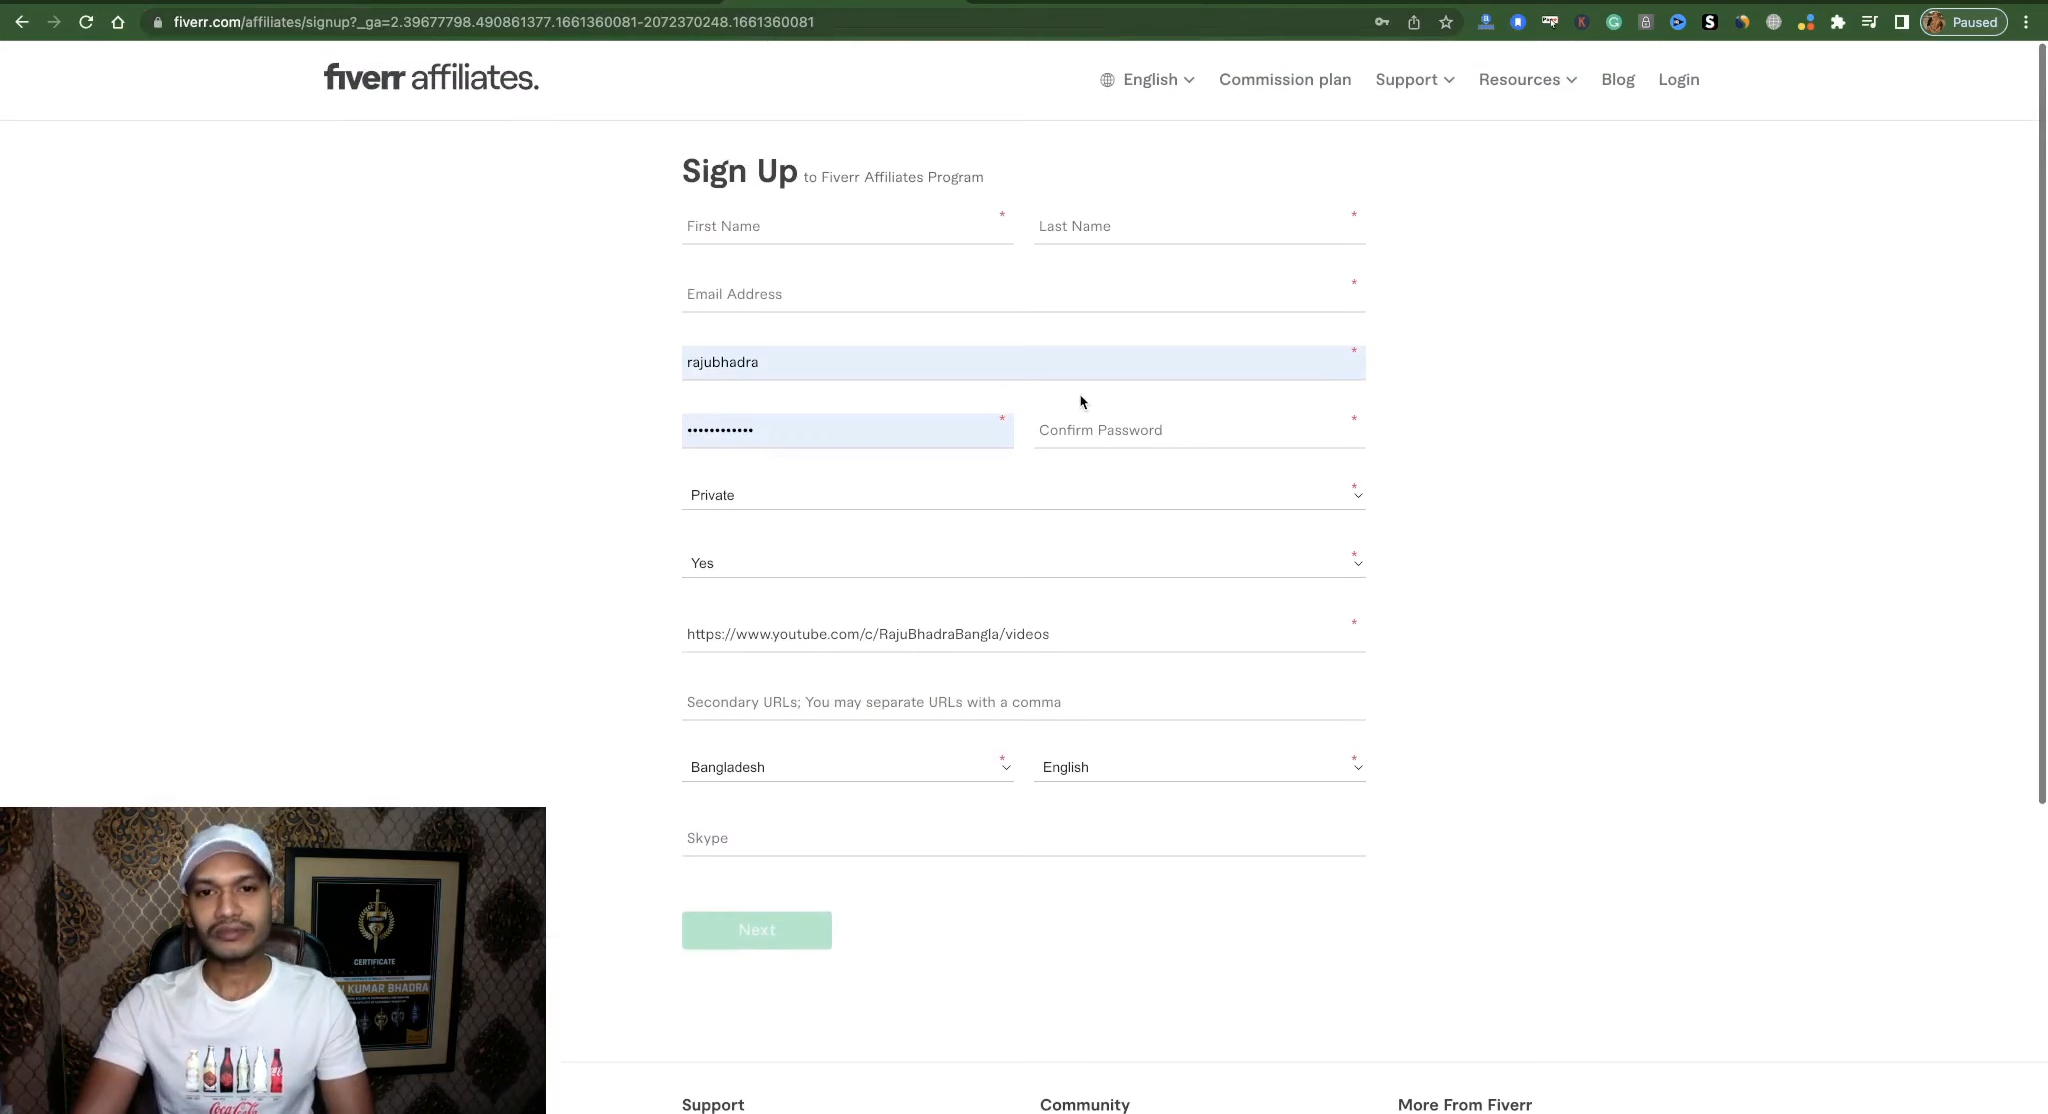 fiverr.com/affiliates/signup?_ga=2.39677798.490861377.1661360081-2072370248.1661360081
Paused
fiverr affiliates.
English
Commission plan
Support
Resources
Blog
Login
Sign Up to Fiverr Affiliates Program
First Name *
Last Name *
Email Address *
rajubhadra *
•••••••••••• *
Confirm Password *
Private *
Yes *
https://www.youtube.com/c/RajuBhadraBangla/videos *
Secondary URLs; You may separate URLs with a comma
Bangladesh *
English *
Skype
Next
CERTIFICATE
KUMAR BHADRA
Coca-Cola
Support
Community
More From Fiverr